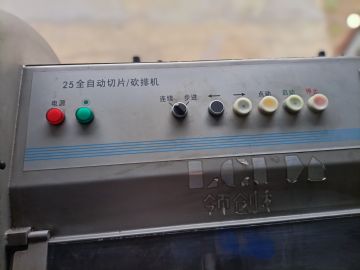 25全自动切片/砍排机
电源
连线 步进 ← → 点动 启动 停止